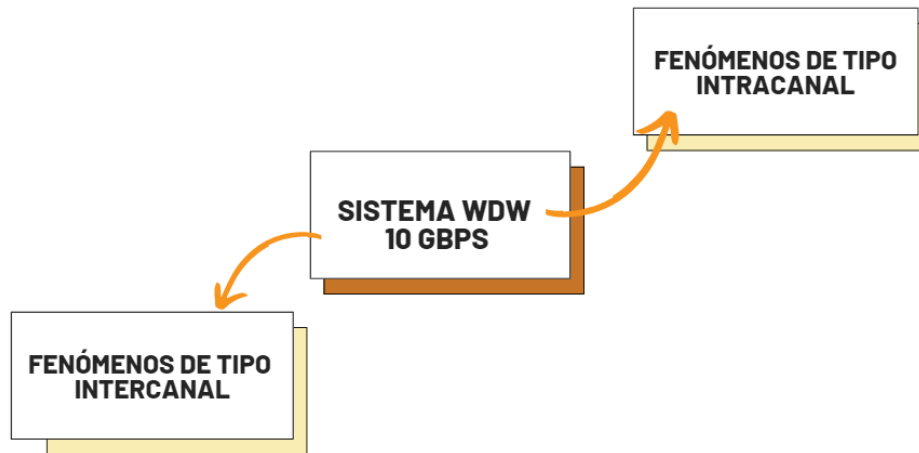 FENÓMENOS DE TIPO
INTRACANAL
SISTEMA WDW
10 GBPS
FENÓMENOS DE TIPO
INTERCANAL